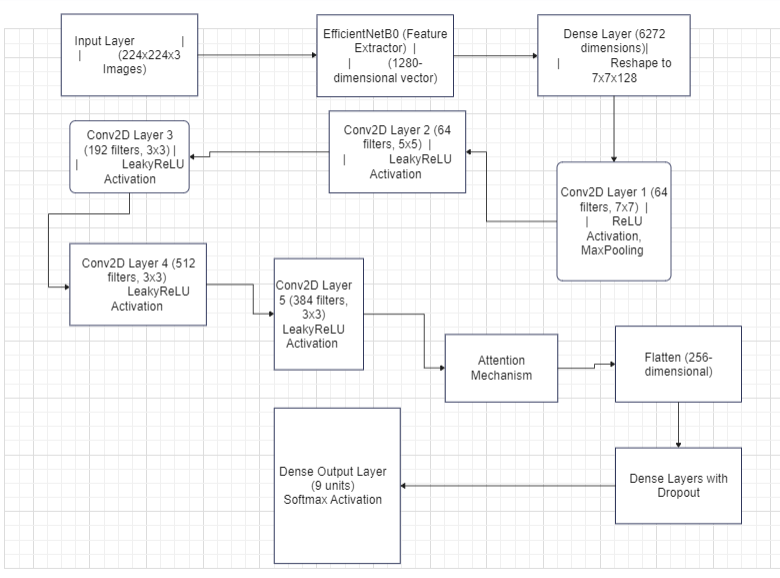 Input Layer |
| (224x224x3
Images)
EfficientNetB0 (Feature
Extractor) |
| (1280-
dimensional vector)
Dense Layer (6272
dimensions)|
| Reshape to
7x7x128
Conv2D Layer 1 (64
filters, 7x7) |
| ReLU
Activation,
MaxPooling
Conv2D Layer 2 (64
filters, 5x5) |
| LeakyReLU
Activation
Conv2D Layer 3
(192 filters, 3x3) |
| LeakyReLU
Activation
Conv2D Layer 4 (512
filters, 3x3)
LeakyReLU
Activation
Conv2D Layer
5 (384 filters,
3x3)
LeakyReLU
Activation
Attention
Mechanism
Flatten (256-
dimensional)
Dense Layers with
Dropout
Dense Output Layer
(9 units)
Softmax Activation